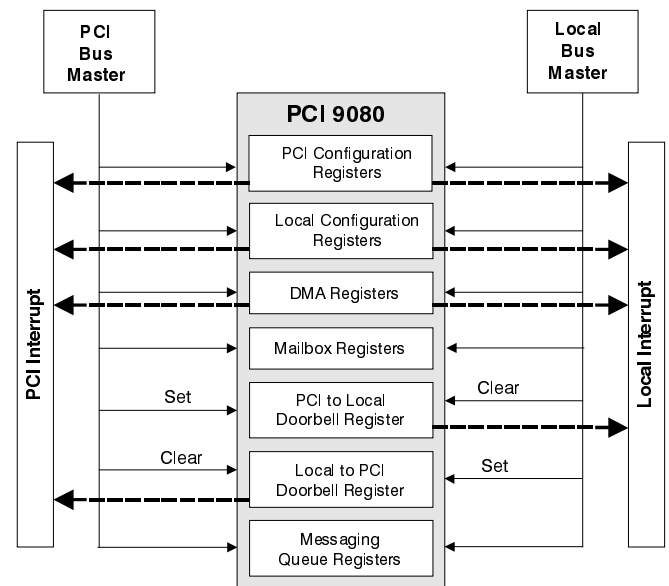 PCI
Bus
Master
Local
Bus
Master
PCI 9080
PCI Configuration
Registers
Local Configuration
Registers
DMA Registers
Mailbox Registers
Set
PCI to Local
Doorbell Register
Clear
Clear
Local to PCI
Doorbell Register
Set
Messaging
Queue Registers
PCI Interrupt
Local Interrupt